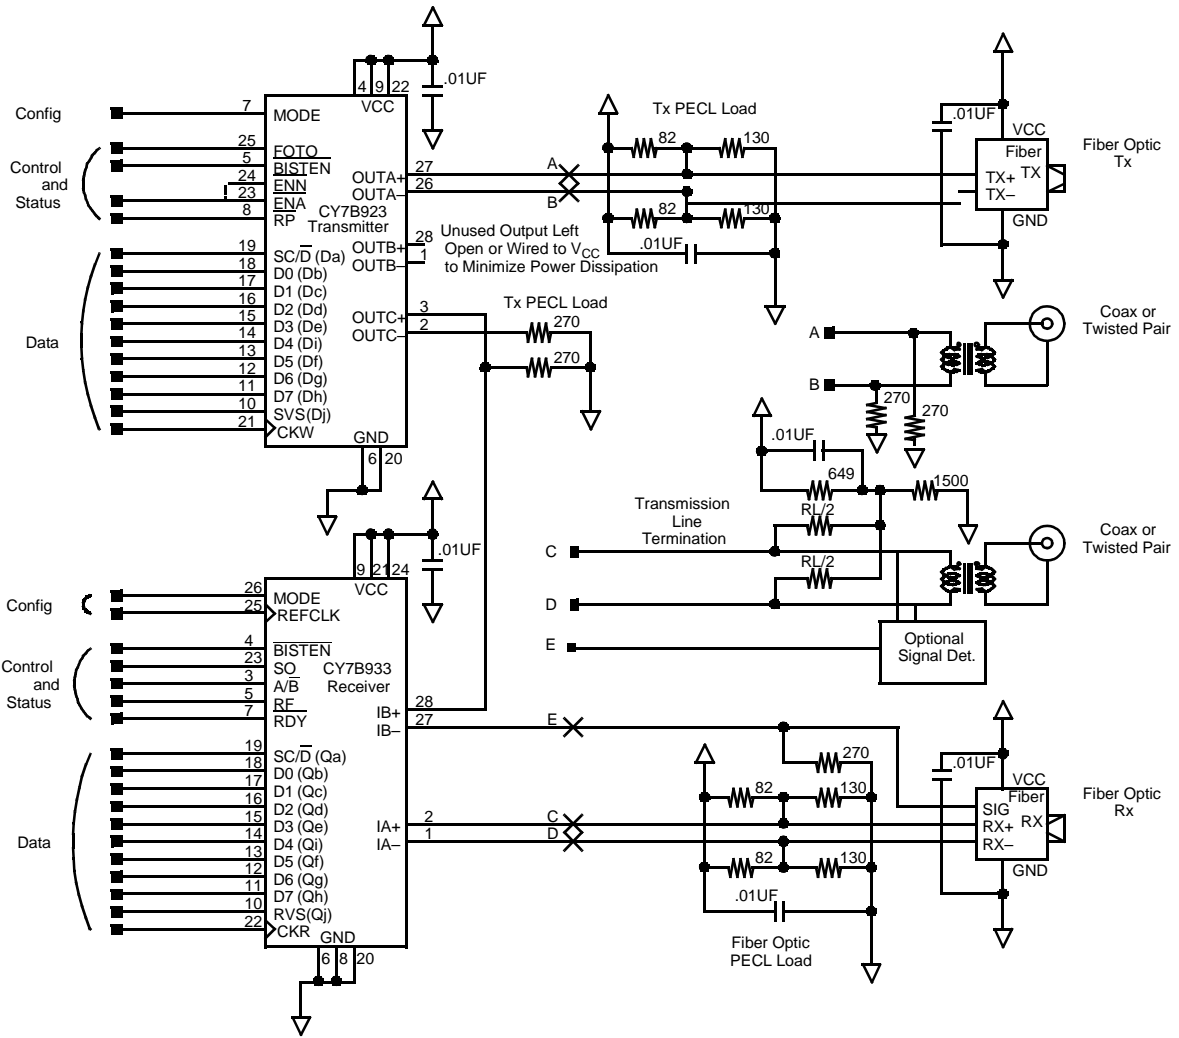 .01UF
4 9 22
VCC
Config
7
MODE
Control
and
Status
25
FOTO
5
BISTEN
24
ENN
23
ENA
8
RP
CY7B923
Transmitter
OUTA+
27
OUTA–
26
OUTB+
28
OUTB–
1
OUTC+
3
OUTC–
2
Data
19
SC/D (Da)
18
D0 (Db)
17
D1 (Dc)
16
D2 (Dd)
15
D3 (De)
14
D4 (Di)
13
D5 (Df)
12
D6 (Dg)
11
D7 (Dh)
10
SVS(Dj)
21
CKW
GND
6 20
A
B
Tx PECL Load
82
130
82
130
.01UF
Unused Output Left
Open or Wired to VCC
to Minimize Power Dissipation
Tx PECL Load
270
270
.01UF
VCC
Fiber
TX+ TX
TX–
GND
Fiber Optic
Tx
A
B
270
270
Coax or
Twisted Pair
.01UF
649
1500
RL/2
RL/2
Transmission
Line
Termination
C
D
E
Optional
Signal Det.
Coax or
Twisted Pair
.01UF
9 21 24
VCC
Config
26
MODE
25
REFCLK
Control
and
Status
4
BISTEN
23
SO
3
A/B
5
RF
7
RDY
CY7B933
Receiver
IB+
28
IB–
27
IA+
2
IA–
1
Data
19
SC/D (Qa)
18
D0 (Qb)
17
D1 (Qc)
16
D2 (Qd)
15
D3 (Qe)
14
D4 (Qi)
13
D5 (Qf)
12
D6 (Qg)
11
D7 (Qh)
10
RVS(Qj)
22
CKR
GND
6 8 20
E
C
D
270
82
130
82
130
.01UF
Fiber Optic
PECL Load
.01UF
VCC
Fiber
SIG
RX+ RX
RX–
GND
Fiber Optic
Rx